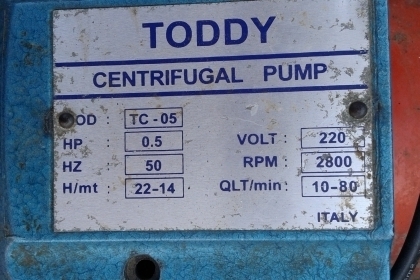 TODDY
CENTRIFUGAL PUMP
OD : TC - 05
HP : 0.5 VOLT : 220
HZ : 50 RPM : 2800
H/mt : 22-14 QLT/min : 10-80
ITALY